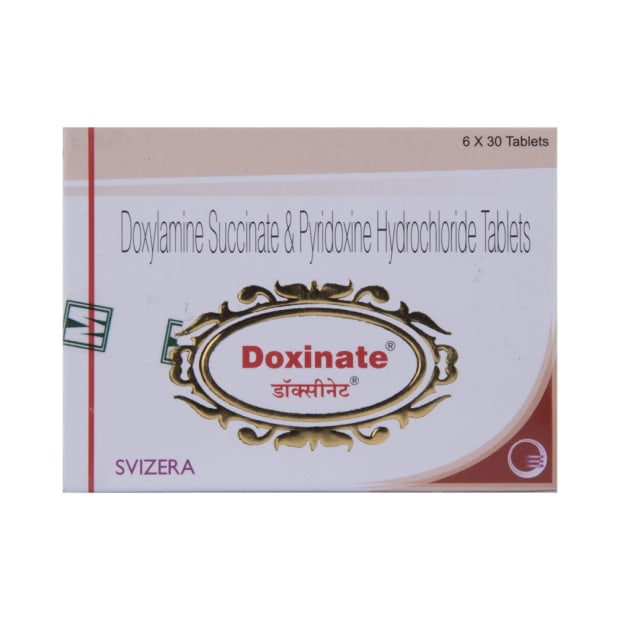 6 X 30 Tablets
Doxylamine Succinate & Pyridoxine Hydrochloride Tablets
Doxinate®
डॉक्सीनेट®
SVIZERA
M